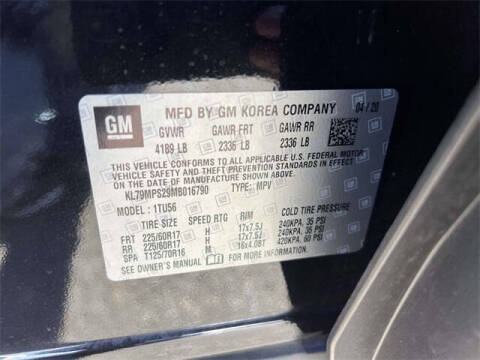 GM
MFD BY GM KOREA COMPANY 04/20
GVWR GAWR FRT GAWR RR
4189 LB 2336 LB 2336 LB
THIS VEHICLE CONFORMS TO ALL APPLICABLE U.S. FEDERAL MOTOR
VEHICLE SAFETY AND THEFT PREVENTION STANDARDS IN EFFECT ON THE
DATE OF MANUFACTURE SHOWN ABOVE.
KL79MPS29MB016790 TYPE: MPV
MODEL: 1TU56
TIRE SIZE SPEED RTG RIM COLD TIRE PRESSURE
FRT 225/60R17 H 17x7.5J 240KPA, 35 PSI
RR 225/60R17 H 17x7.5J 240KPA, 35 PSI
SPA T125/70R16 M 16x4.0BT 420KPA, 60 PSI
SEE OWNER'S MANUAL FOR MORE INFORMATION.